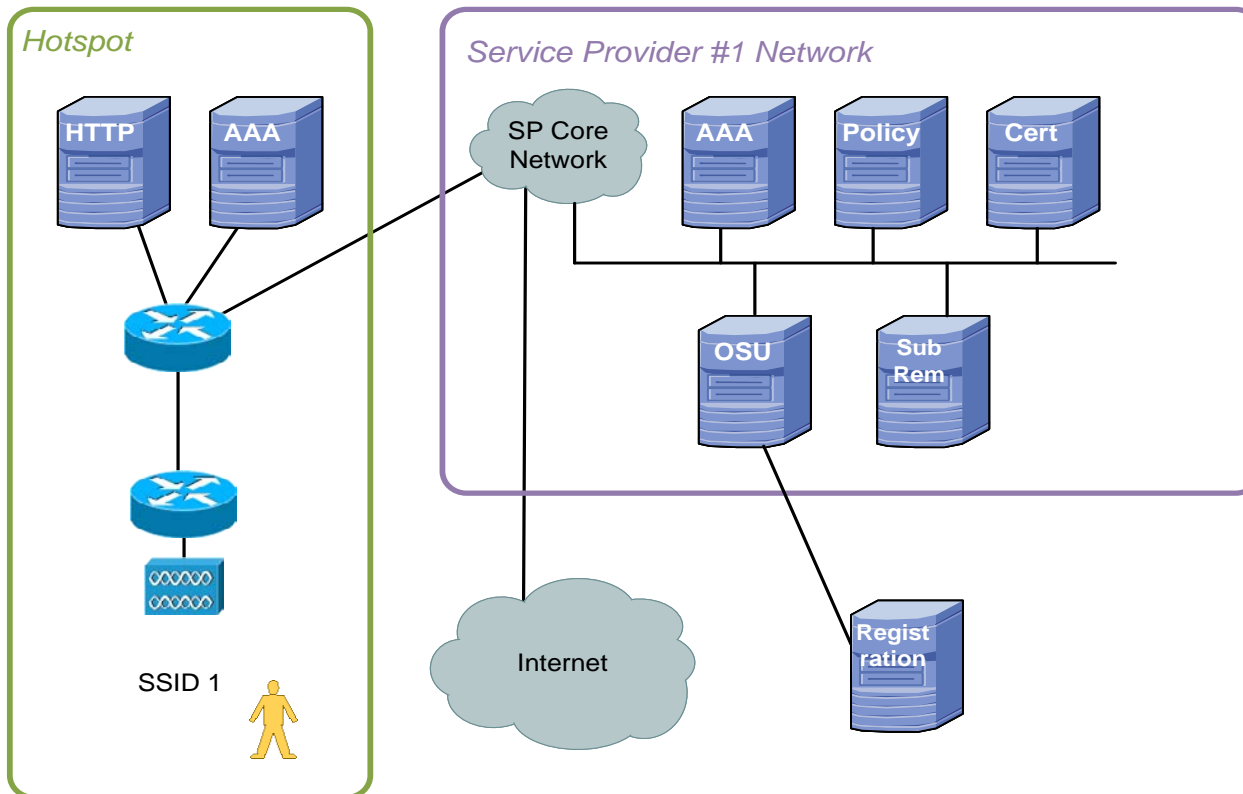 Hotspot
Service Provider #1 Network
HTTP
AAA
SP Core
Network
AAA
Policy
Cert
OSU
Sub
Rem
Internet
Regist
ration
SSID 1